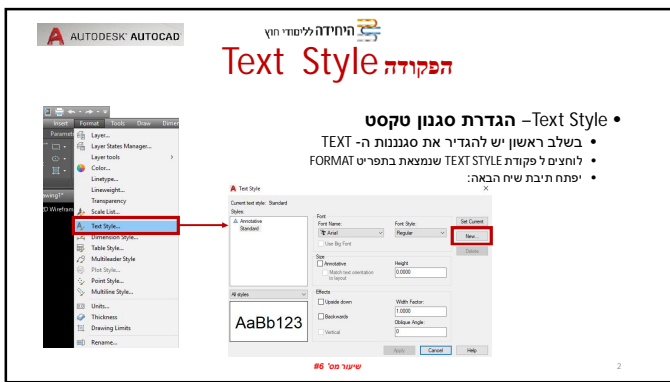 AUTODESK® AUTOCAD
היחידה ללימודי חוץ
הפקודה Text Style
• Text Style– הגדרת סגנון טקסט
• בשלב ראשון יש להגדיר את סגנננות ה- TEXT
• לוחצים ל פקודת TEXT STYLE שנמצאת בתפריט FORMAT
• יפתח תיבת שיח הבאה:
Insert Format Tools Draw Dimen
Paramet
Layer...
Layer States Manager...
Layer tools
Color...
Linetype...
Lineweight...
Transparency
Scale List...
Text Style...
Dimension Style...
Table Style...
Multileader Style
Plot Style...
Point Style...
Multiline Style...
Units...
Thickness
Drawing Limits
Rename...
wing1*
2D Wirefram
Text Style
Current text style: Standard
Styles:
Annotative
Standard
All styles
AaBb123
Font
Font Name: Font Style:
Arial Regular
Use Big Font
Size
Annotative Height
Match text orientation to layout 0.0000
Effects
Upside down Width Factor:
1.0000
Backwards Oblique Angle:
Vertical 0
Set Current
New...
Delete
Apply Cancel Help
שיעור מס' 6#
2